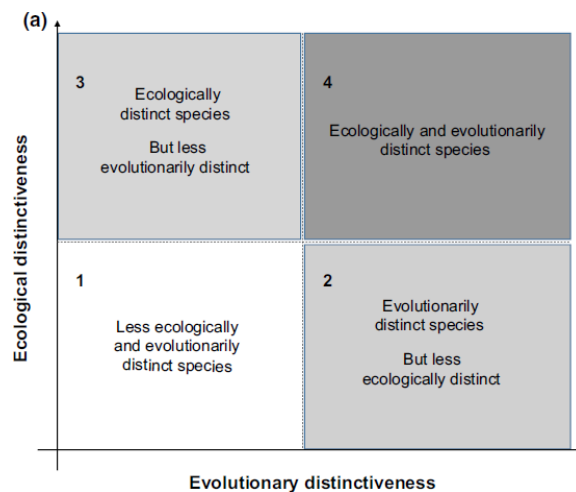 (a)
Ecological distinctiveness
3
Ecologically
distinct species
But less
evolutionarily distinct
4
Ecologically and evolutionarily
distinct species
1
Less ecologically
and evolutionarily
distinct species
2
Evolutionarily
distinct species
But less
ecologically distinct
Evolutionary distinctiveness